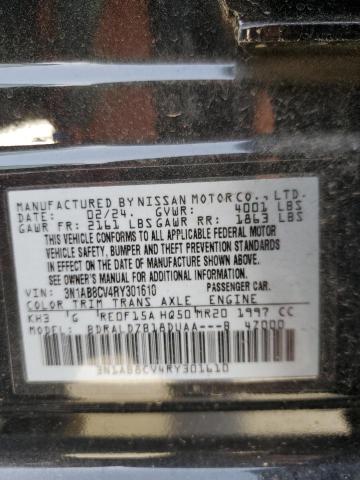 MANUFACTURED BY NISSAN MOTOR CO., LTD.
DATE: 02/24. GVWR: 4001 LBS
GAWR FR: 2161 LBS GAWR RR: 1863 LBS
THIS VEHICLE CONFORMS TO ALL APPLICABLE
FEDERAL MOTOR VEHICLE
SAFETY, BUMPER AND THEFT PREVENTION
STANDARDS IN EFFECT ON THE DATE OF
MANUFACTURE SHOWN ABOVE.
SEE OWNER'S MANUAL FOR ADDITIONAL
INFORMATION.
VIN: 3N1AB8CV4RY301610 PASSENGER CAR.
COLOR TRIM TRANS AXLE ENGINE
KH3 'G RE0F15A HQ50 MR20 1997 CC
MODEL: BDRALDZB18DUAA---B 47000
3N1AB8CV4RY301610